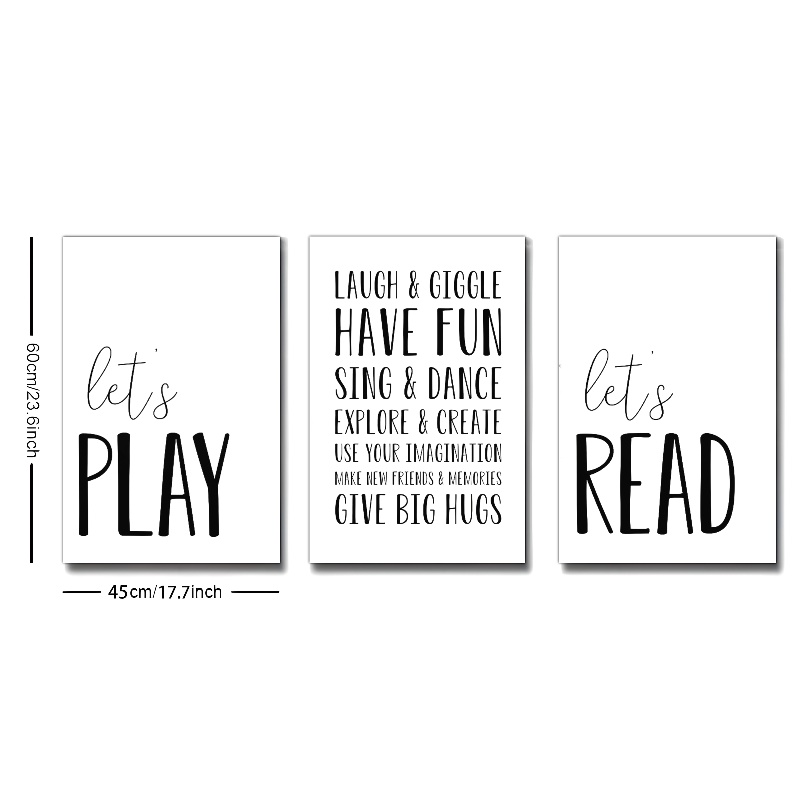 60cm/23.6inch
let's
PLAY
45cm/17.7inch
LAUGH & GIGGLE
HAVE FUN
SING & DANCE
EXPLORE & CREATE
USE YOUR IMAGINATION
MAKE NEW FRIENDS & MEMORIES
GIVE BIG HUGS
let's
READ